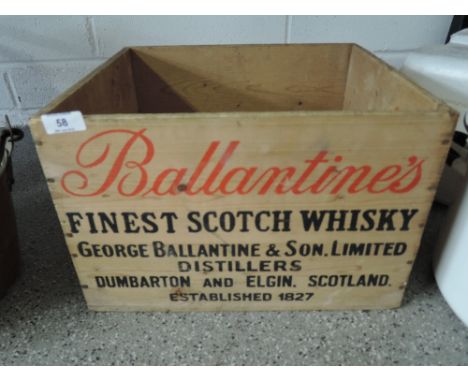 58
Ballantine's
FINEST SCOTCH WHISKY
GEORGE BALLANTINE & SON. LIMITED
DISTILLERS
DUMBARTON AND ELGIN. SCOTLAND.
ESTABLISHED 1827